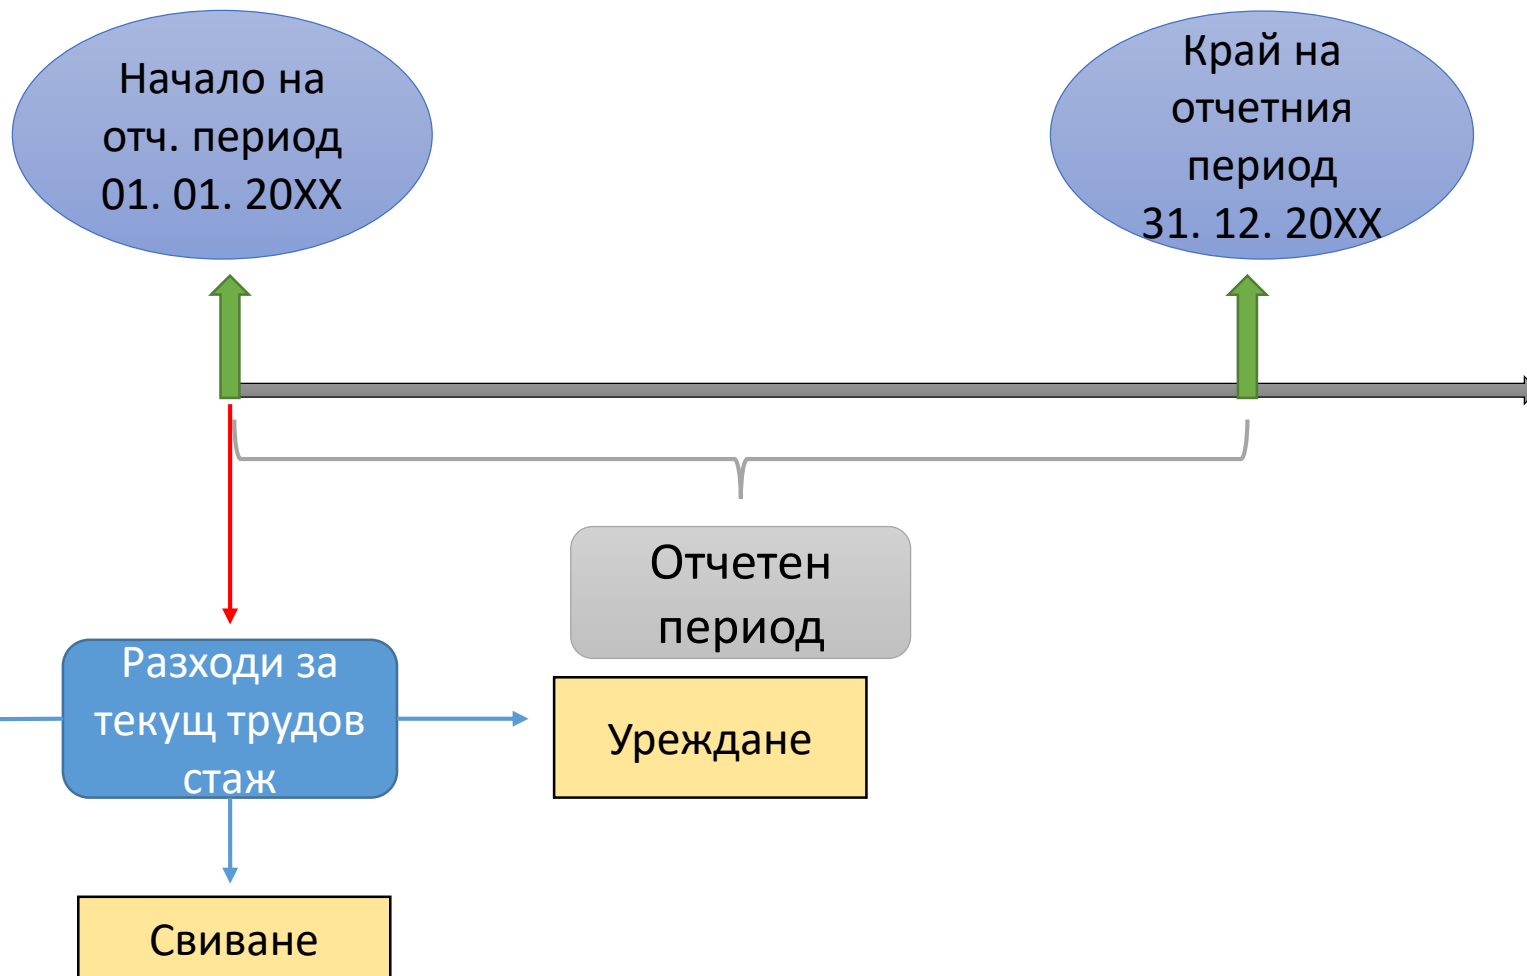 Начало на
отч. период
01. 01. 20XX
Край на
отчетния
период
31. 12. 20XX
Отчетен
период
Разходи за
текущ трудов
стаж
Уреждане
Свиване